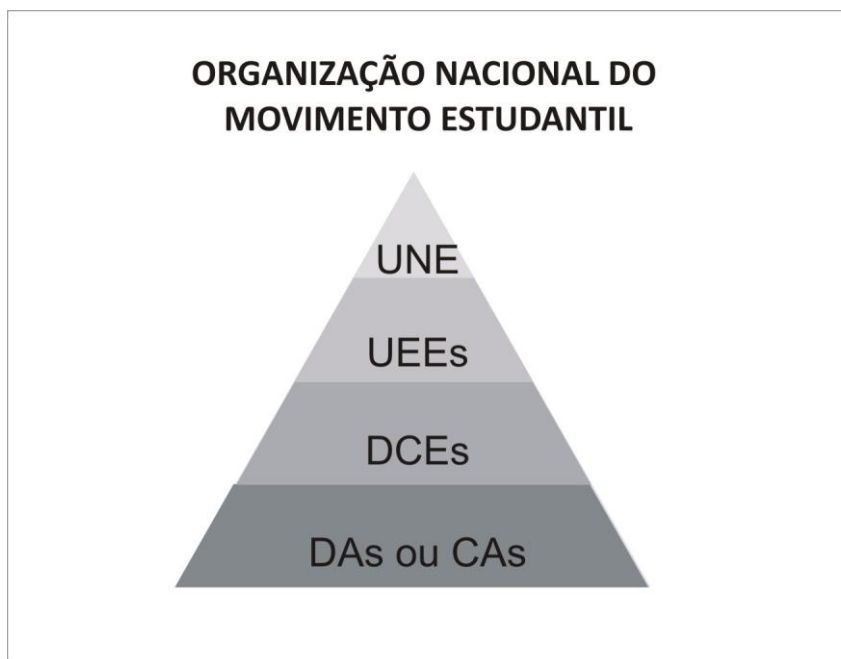 ORGANIZAÇÃO NACIONAL DO
MOVIMENTO ESTUDANTIL
UNE
UEEs
DCEs
DAs ou CAs